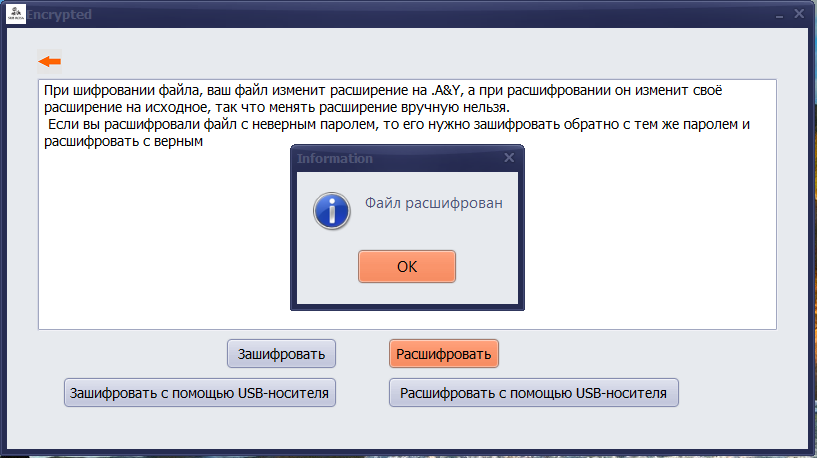 Encrypted
При шифровании файла, ваш файл изменит расширение на .A&Y, а при расшифровании он изменит своё
расширение на исходное, так что менять расширение вручную нельзя.
Если вы расшифровали файл с неверным паролем, то его нужно зашифровать обратно с тем же паролем и
расшифровать с верным
Information
Файл расшифрован
OK
Зашифровать
Расшифровать
Зашифровать с помощью USB-носителя
Расшифровать с помощью USB-носителя